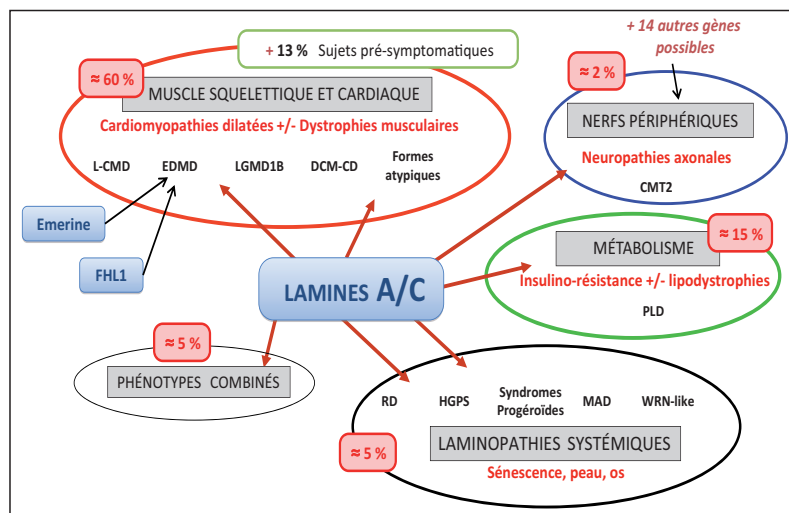 + 14 autres gènes
possibles
+ 13 % Sujets pré-symptomatiques
≈ 60 %
MUSCLE SQUELETTIQUE ET CARDIAQUE
Cardiomyopathies dilatées +/- Dystrophies musculaires
L-CMD EDMD LGMD1B DCM-CD Formes
atypiques
≈ 2 %
NERFS PÉRIPHÉRIQUES
Neuropathies axonales
CMT2
Emerine
FHL1
LAMINES A/C
≈ 15 %
MÉTABOLISME
Insulino-résistance +/- lipodystrophies
PLD
≈ 5 %
PHÉNOTYPES COMBINÉS
RD HGPS Syndromes
Progéroïdes MAD WRN-like
LAMINOPATHIES SYSTÉMIQUES
≈ 5 %
Sénescence, peau, os